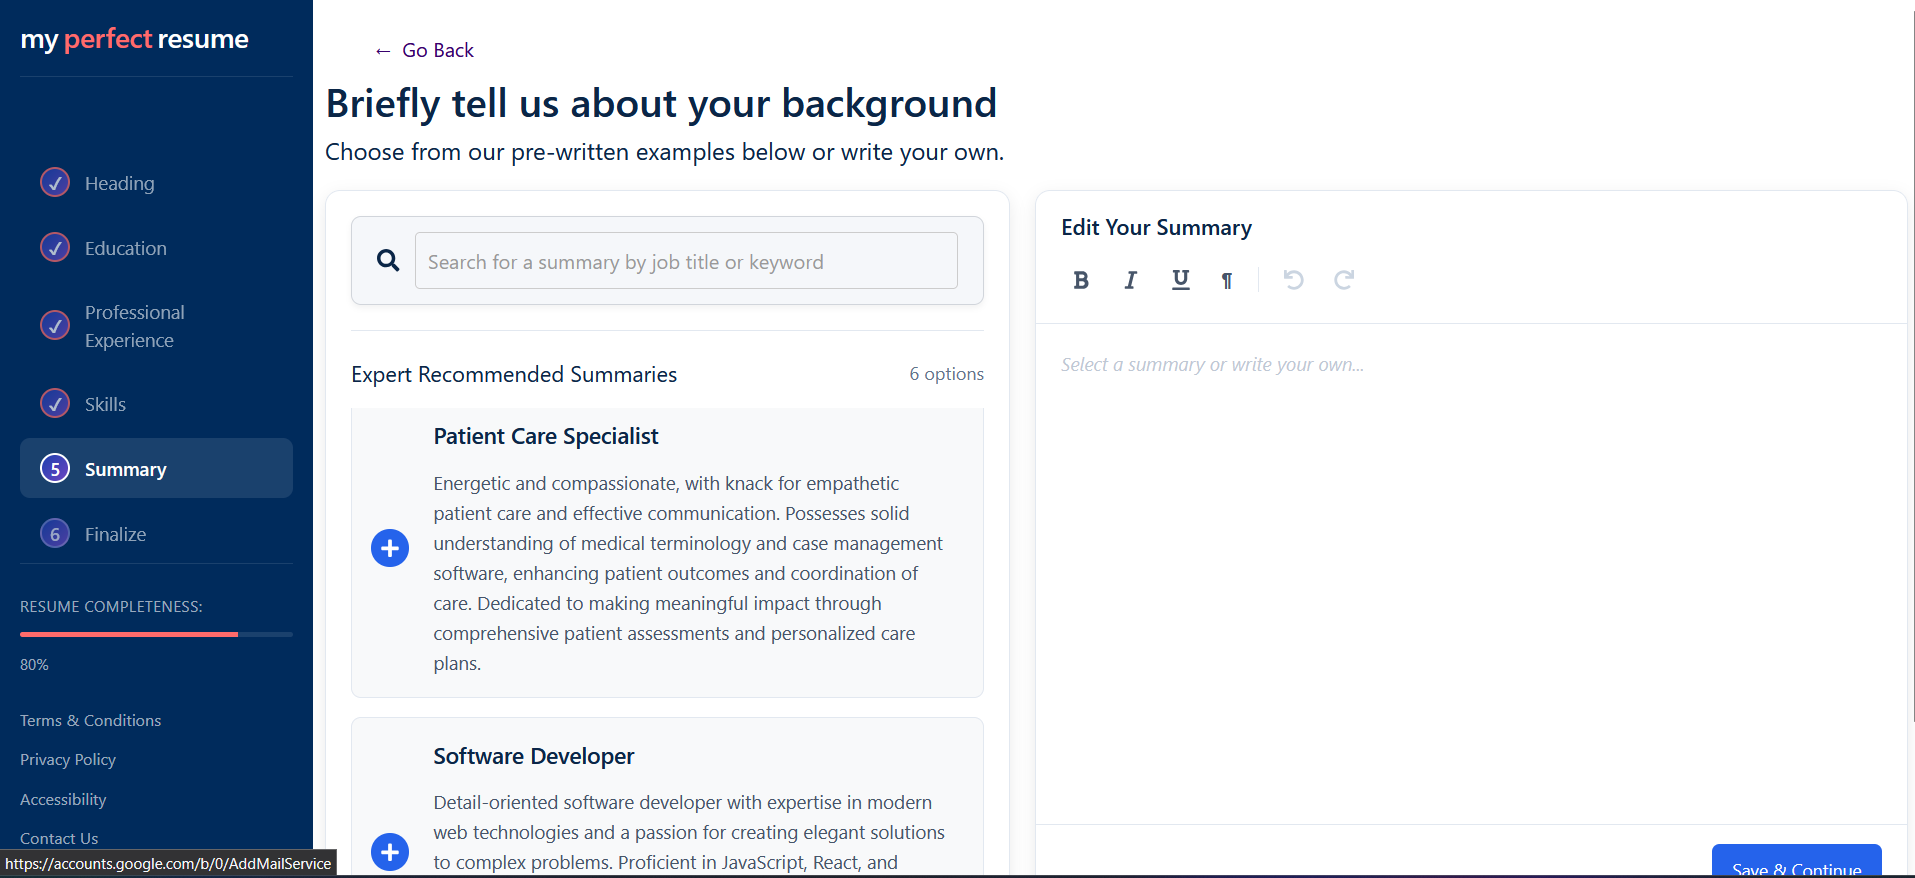 my perfect resume
Heading
Education
Professional
Experience
Skills
5 Summary
6 Finalize
RESUME COMPLETENESS:
80%
Terms & Conditions
Privacy Policy
Accessibility
Contact Us
https://accounts.google.com/b/0/AddMailService
← Go Back
Briefly tell us about your background
Choose from our pre-written examples below or write your own.
Search for a summary by job title or keyword
Expert Recommended Summaries
6 options
Patient Care Specialist
Energetic and compassionate, with knack for empathetic
patient care and effective communication. Possesses solid
understanding of medical terminology and case management
software, enhancing patient outcomes and coordination of
care. Dedicated to making meaningful impact through
comprehensive patient assessments and personalized care
plans.
Software Developer
Detail-oriented software developer with expertise in modern
web technologies and a passion for creating elegant solutions
to complex problems. Proficient in JavaScript, React, and
Edit Your Summary
B I U ¶
Select a summary or write your own...
Save & Continue